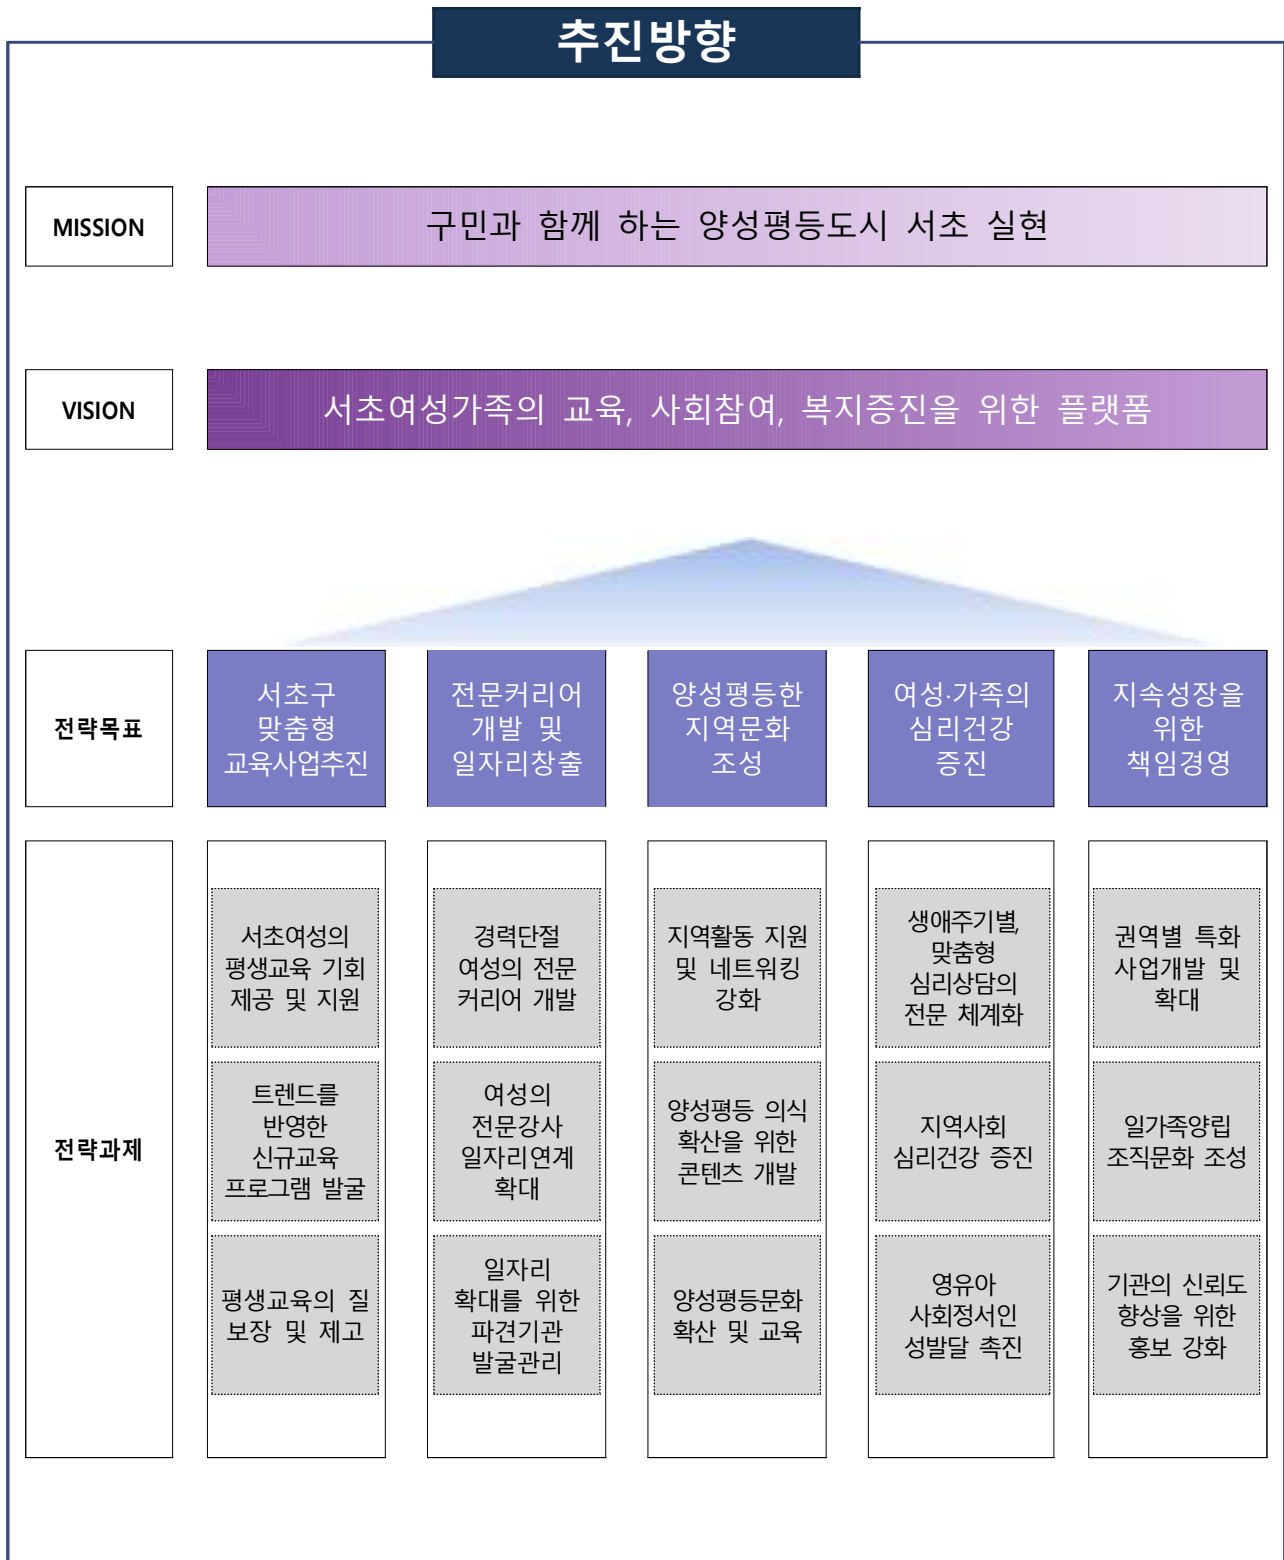 추진방향
MISSION
구민과 함께 하는 양성평등도시 서초 실현
VISION
서초여성가족의 교육, 사회참여, 복지증진을 위한 플랫폼
전략목표
서초구
맞춤형
교육사업추진
전문커리어
개발 및
일자리창출
양성평등한
지역문화
조성
여성·가족의
심리건강
증진
지속성장을
위한
책임경영
전략과제
서초여성의
평생교육 기회
제공 및 지원
트렌드를
반영한
신규교육
프로그램 발굴
평생교육의 질
보장 및 제고
경력단절
여성의 전문
커리어 개발
여성의
전문강사
일자리연계
확대
일자리
확대를 위한
파견기관
발굴관리
지역활동 지원
및 네트워킹
강화
양성평등 의식
확산을 위한
콘텐츠 개발
양성평등문화
확산 및 교육
생애주기별,
맞춤형
심리상담의
전문 체계화
지역사회
심리건강 증진
영유아
사회정서인
성발달 촉진
권역별 특화
사업개발 및
확대
일가족양립
조직문화 조성
기관의 신뢰도
향상을 위한
홍보 강화